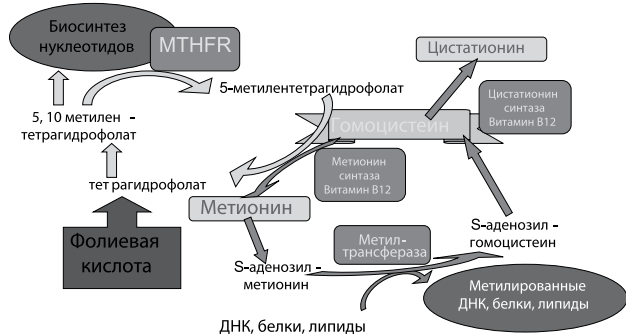 Биосинтез
нуклеотидов
MTHFR
5-метилентетрагидрофолат
Цистатионин
Гомоцистеин
Цистатионин
синтаза
Витамин В12
5, 10 метилен -
тетрагидрофолат
Метионин
синтаза
Витамин В12
тет рагидрофолат
Метионин
Фолиевая
кислота
S-аденозил -
метионин
Метил-
трансфераза
S-аденозил -
гомоцистеин
Метилированные
ДНК, белки, липиды
ДНК, белки, липиды